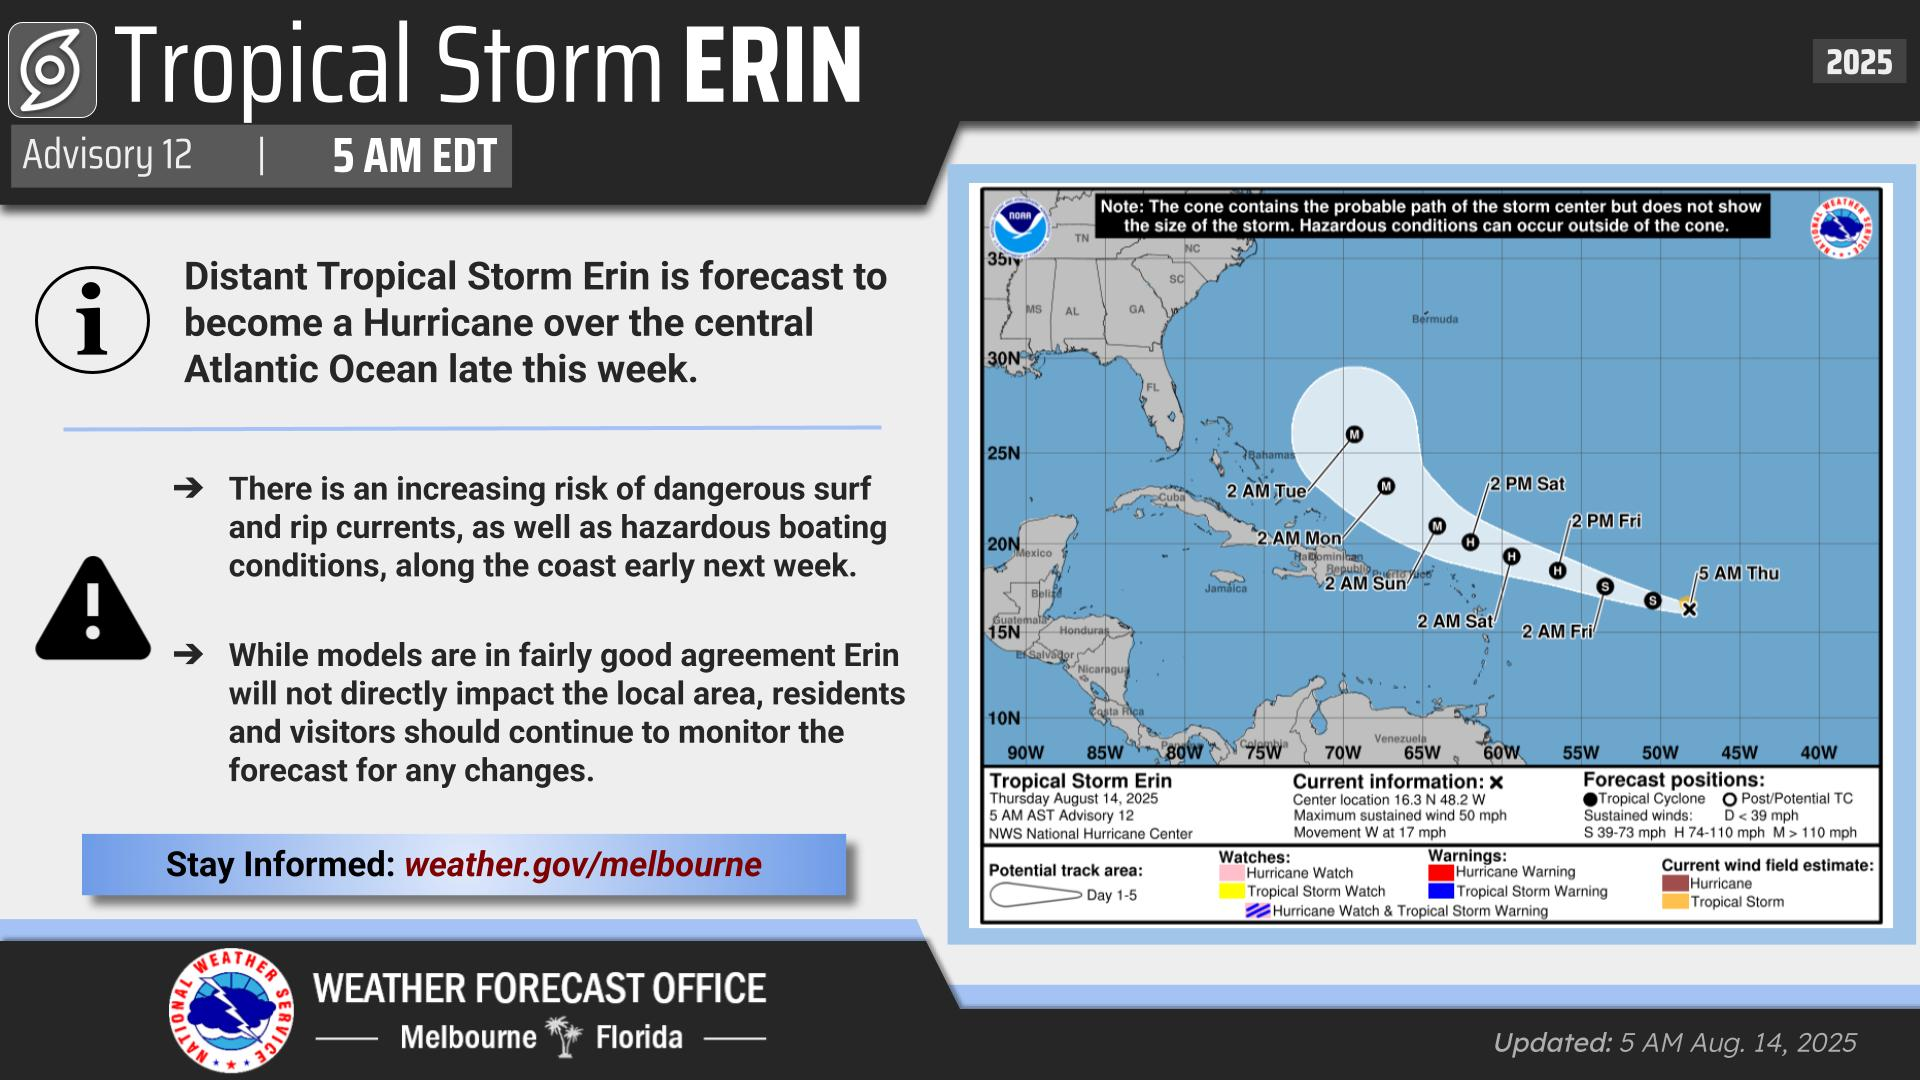 Tropical Storm ERIN
2025
Advisory 12 | 5 AM EDT
Distant Tropical Storm Erin is forecast to
become a Hurricane over the central
Atlantic Ocean late this week.
➔ There is an increasing risk of dangerous surf
and rip currents, as well as hazardous boating
conditions, along the coast early next week.
➔ While models are in fairly good agreement Erin
will not directly impact the local area, residents
and visitors should continue to monitor the
forecast for any changes.
Stay Informed: weather.gov/melbourne
NATIONAL WEATHER SERVICE
WEATHER FORECAST OFFICE
Melbourne Florida
Note: The cone contains the probable path of the storm center but does not show
the size of the storm. Hazardous conditions can occur outside of the cone.
NOAA
NATIONAL WEATHER SERVICE
TN
NC
35N
SC
MS
AL
GA
Bermuda
30N
FL
25N
Bahamas
M
2 AM Tue
M
2 PM Sat
Cuba
M
2 PM Fri
2 AM Mon
H
20N
Mexico
Dominican
Republic
H
H
5 AM Thu
2 AM Sun
Puerto Rico
Jamaica
S
S
Belize
Guatemala
2 AM Sat
2 AM Fri
15N
Honduras
El Salvador
Nicaragua
Costa Rica
10N
Panama
Colombia
Venezuela
90W 85W 80W 75W 70W 65W 60W 55W 50W 45W 40W
Tropical Storm Erin
Thursday August 14, 2025
5 AM AST Advisory 12
NWS National Hurricane Center
Current information: ×
Center location 16.3 N 48.2 W
Maximum sustained wind 50 mph
Movement W at 17 mph
Forecast positions:
Tropical Cyclone Post/Potential TC
Sustained winds: D < 39 mph
S 39-73 mph H 74-110 mph M > 110 mph
Potential track area:
Day 1-5
Watches:
Hurricane Watch
Tropical Storm Watch
Warnings:
Hurricane Warning
Tropical Storm Warning
Hurricane Watch & Tropical Storm Warning
Current wind field estimate:
Hurricane
Tropical Storm
Updated: 5 AM Aug. 14, 2025